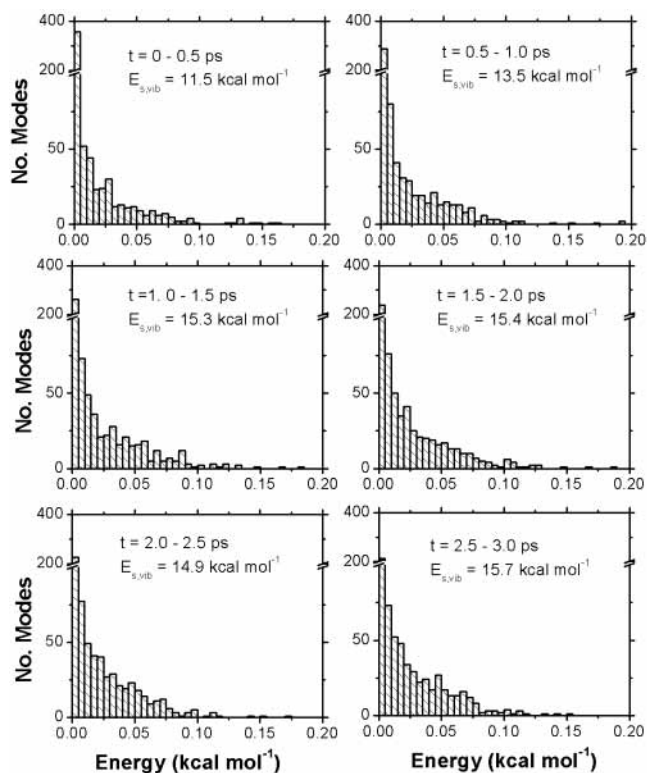 400
200
50
0
No. Modes
t = 0 - 0.5 ps
E_s,vib = 11.5 kcal mol⁻¹
0.00 0.05 0.10 0.15 0.20
400
200
50
0
t = 0.5 - 1.0 ps
E_s,vib = 13.5 kcal mol⁻¹
0.00 0.05 0.10 0.15 0.20
400
200
50
0
No. Modes
t =1. 0 - 1.5 ps
E_s,vib = 15.3 kcal mol⁻¹
0.00 0.05 0.10 0.15 0.20
400
200
50
0
t = 1.5 - 2.0 ps
E_s,vib = 15.4 kcal mol⁻¹
0.00 0.05 0.10 0.15 0.20
400
200
50
0
No. Modes
t = 2.0 - 2.5 ps
E_s,vib = 14.9 kcal mol⁻¹
0.00 0.05 0.10 0.15 0.20
Energy (kcal mol⁻¹)
400
200
50
0
t = 2.5 - 3.0 ps
E_s,vib = 15.7 kcal mol⁻¹
0.00 0.05 0.10 0.15 0.20
Energy (kcal mol⁻¹)